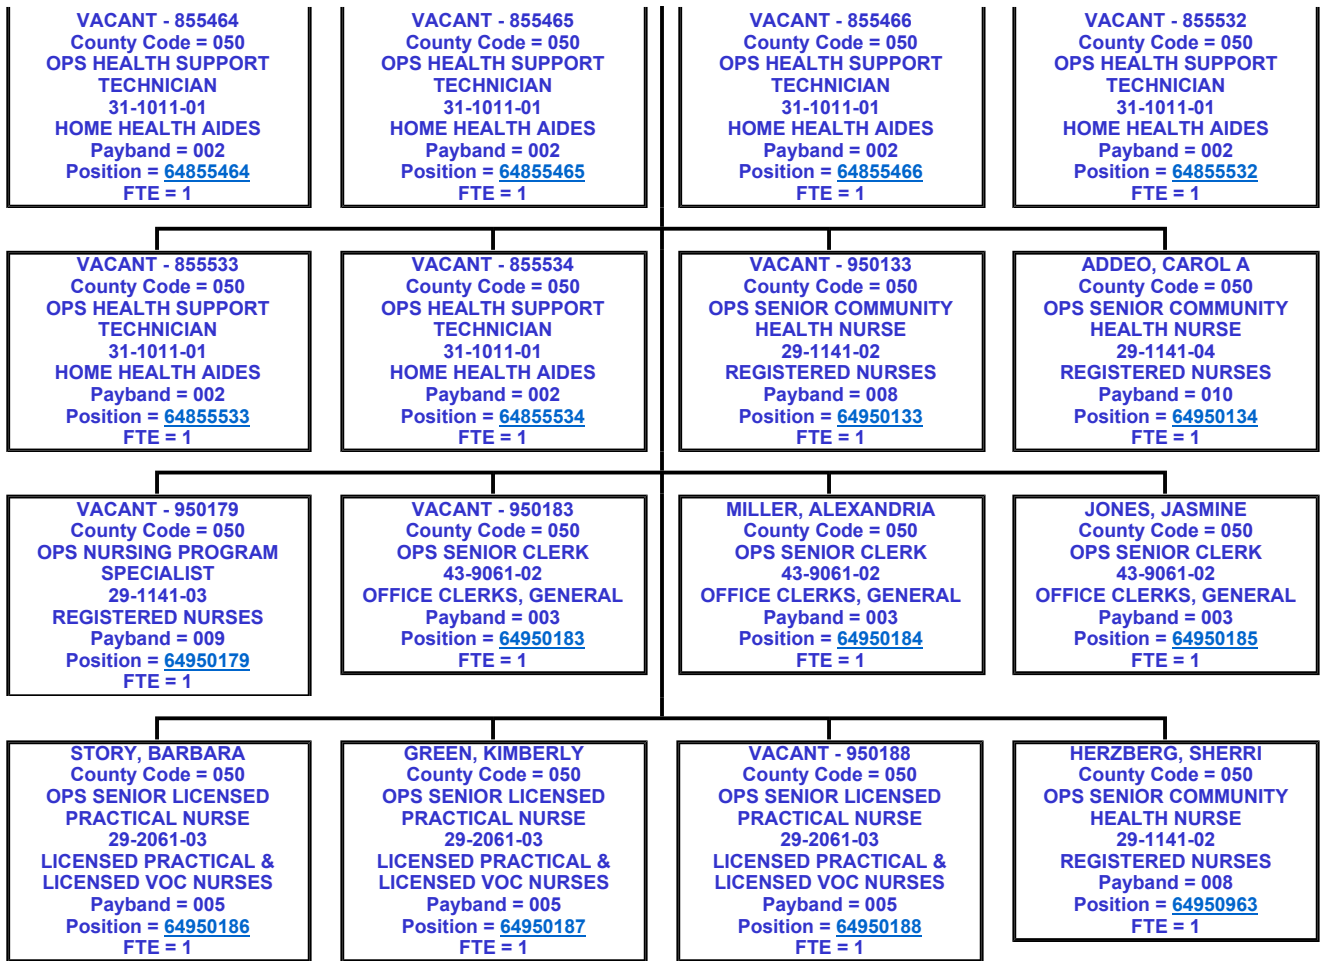 VACANT - 855464
County Code = 050
OPS HEALTH SUPPORT
TECHNICIAN
31-1011-01
HOME HEALTH AIDES
Payband = 002
Position = 64855464
FTE = 1
VACANT - 855465
County Code = 050
OPS HEALTH SUPPORT
TECHNICIAN
31-1011-01
HOME HEALTH AIDES
Payband = 002
Position = 64855465
FTE = 1
VACANT - 855466
County Code = 050
OPS HEALTH SUPPORT
TECHNICIAN
31-1011-01
HOME HEALTH AIDES
Payband = 002
Position = 64855466
FTE = 1
VACANT - 855532
County Code = 050
OPS HEALTH SUPPORT
TECHNICIAN
31-1011-01
HOME HEALTH AIDES
Payband = 002
Position = 64855532
FTE = 1
VACANT - 855533
County Code = 050
OPS HEALTH SUPPORT
TECHNICIAN
31-1011-01
HOME HEALTH AIDES
Payband = 002
Position = 64855533
FTE = 1
VACANT - 855534
County Code = 050
OPS HEALTH SUPPORT
TECHNICIAN
31-1011-01
HOME HEALTH AIDES
Payband = 002
Position = 64855534
FTE = 1
VACANT - 950133
County Code = 050
OPS SENIOR COMMUNITY
HEALTH NURSE
29-1141-02
REGISTERED NURSES
Payband = 008
Position = 64950133
FTE = 1
ADDEO, CAROL A
County Code = 050
OPS SENIOR COMMUNITY
HEALTH NURSE
29-1141-04
REGISTERED NURSES
Payband = 010
Position = 64950134
FTE = 1
VACANT - 950179
County Code = 050
OPS NURSING PROGRAM
SPECIALIST
29-1141-03
REGISTERED NURSES
Payband = 009
Position = 64950179
FTE = 1
VACANT - 950183
County Code = 050
OPS SENIOR CLERK
43-9061-02
OFFICE CLERKS, GENERAL
Payband = 003
Position = 64950183
FTE = 1
MILLER, ALEXANDRIA
County Code = 050
OPS SENIOR CLERK
43-9061-02
OFFICE CLERKS, GENERAL
Payband = 003
Position = 64950184
FTE = 1
JONES, JASMINE
County Code = 050
OPS SENIOR CLERK
43-9061-02
OFFICE CLERKS, GENERAL
Payband = 003
Position = 64950185
FTE = 1
STORY, BARBARA
County Code = 050
OPS SENIOR LICENSED
PRACTICAL NURSE
29-2061-03
LICENSED PRACTICAL &
LICENSED VOC NURSES
Payband = 005
Position = 64950186
FTE = 1
GREEN, KIMBERLY
County Code = 050
OPS SENIOR LICENSED
PRACTICAL NURSE
29-2061-03
LICENSED PRACTICAL &
LICENSED VOC NURSES
Payband = 005
Position = 64950187
FTE = 1
VACANT - 950188
County Code = 050
OPS SENIOR LICENSED
PRACTICAL NURSE
29-2061-03
LICENSED PRACTICAL &
LICENSED VOC NURSES
Payband = 005
Position = 64950188
FTE = 1
HERZBERG, SHERRI
County Code = 050
OPS SENIOR COMMUNITY
HEALTH NURSE
29-1141-02
REGISTERED NURSES
Payband = 008
Position = 64950963
FTE = 1